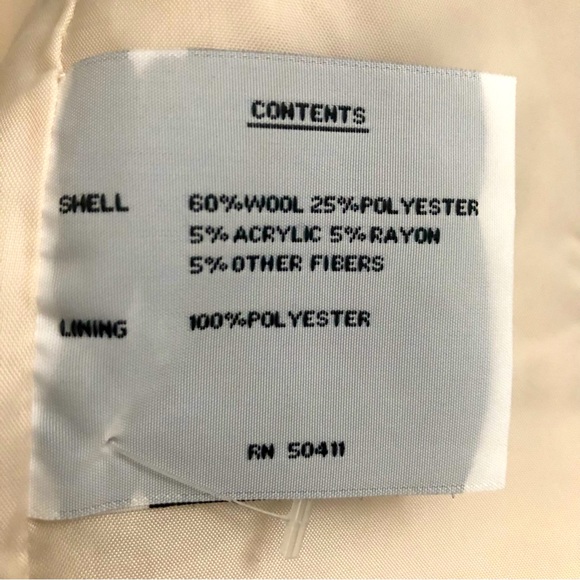 CONTENTS
SHELL 60%WOOL 25%POLYESTER
5% ACRYLIC 5% RAYON
5% OTHER FIBERS
LINING 100%POLYESTER
RN 50411